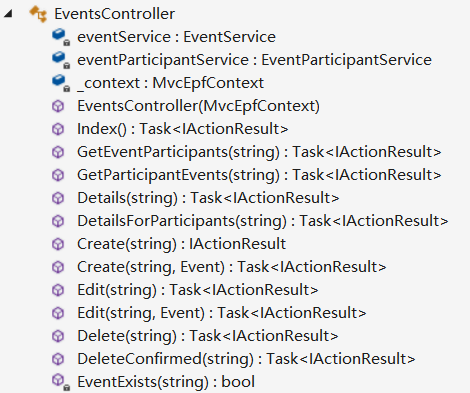 EventsController
eventService : EventService
eventParticipantService : EventParticipantService
_context : MvcEpfContext
EventsController(MvcEpfContext)
Index() : Task<IActionResult>
GetEventParticipants(string) : Task<IActionResult>
GetParticipantEvents(string) : Task<IActionResult>
Details(string) : Task<IActionResult>
DetailsForParticipants(string) : Task<IActionResult>
Create(string) : IActionResult
Create(string, Event) : Task<IActionResult>
Edit(string) : Task<IActionResult>
Edit(string, Event) : Task<IActionResult>
Delete(string) : Task<IActionResult>
DeleteConfirmed(string) : Task<IActionResult>
EventExists(string) : bool